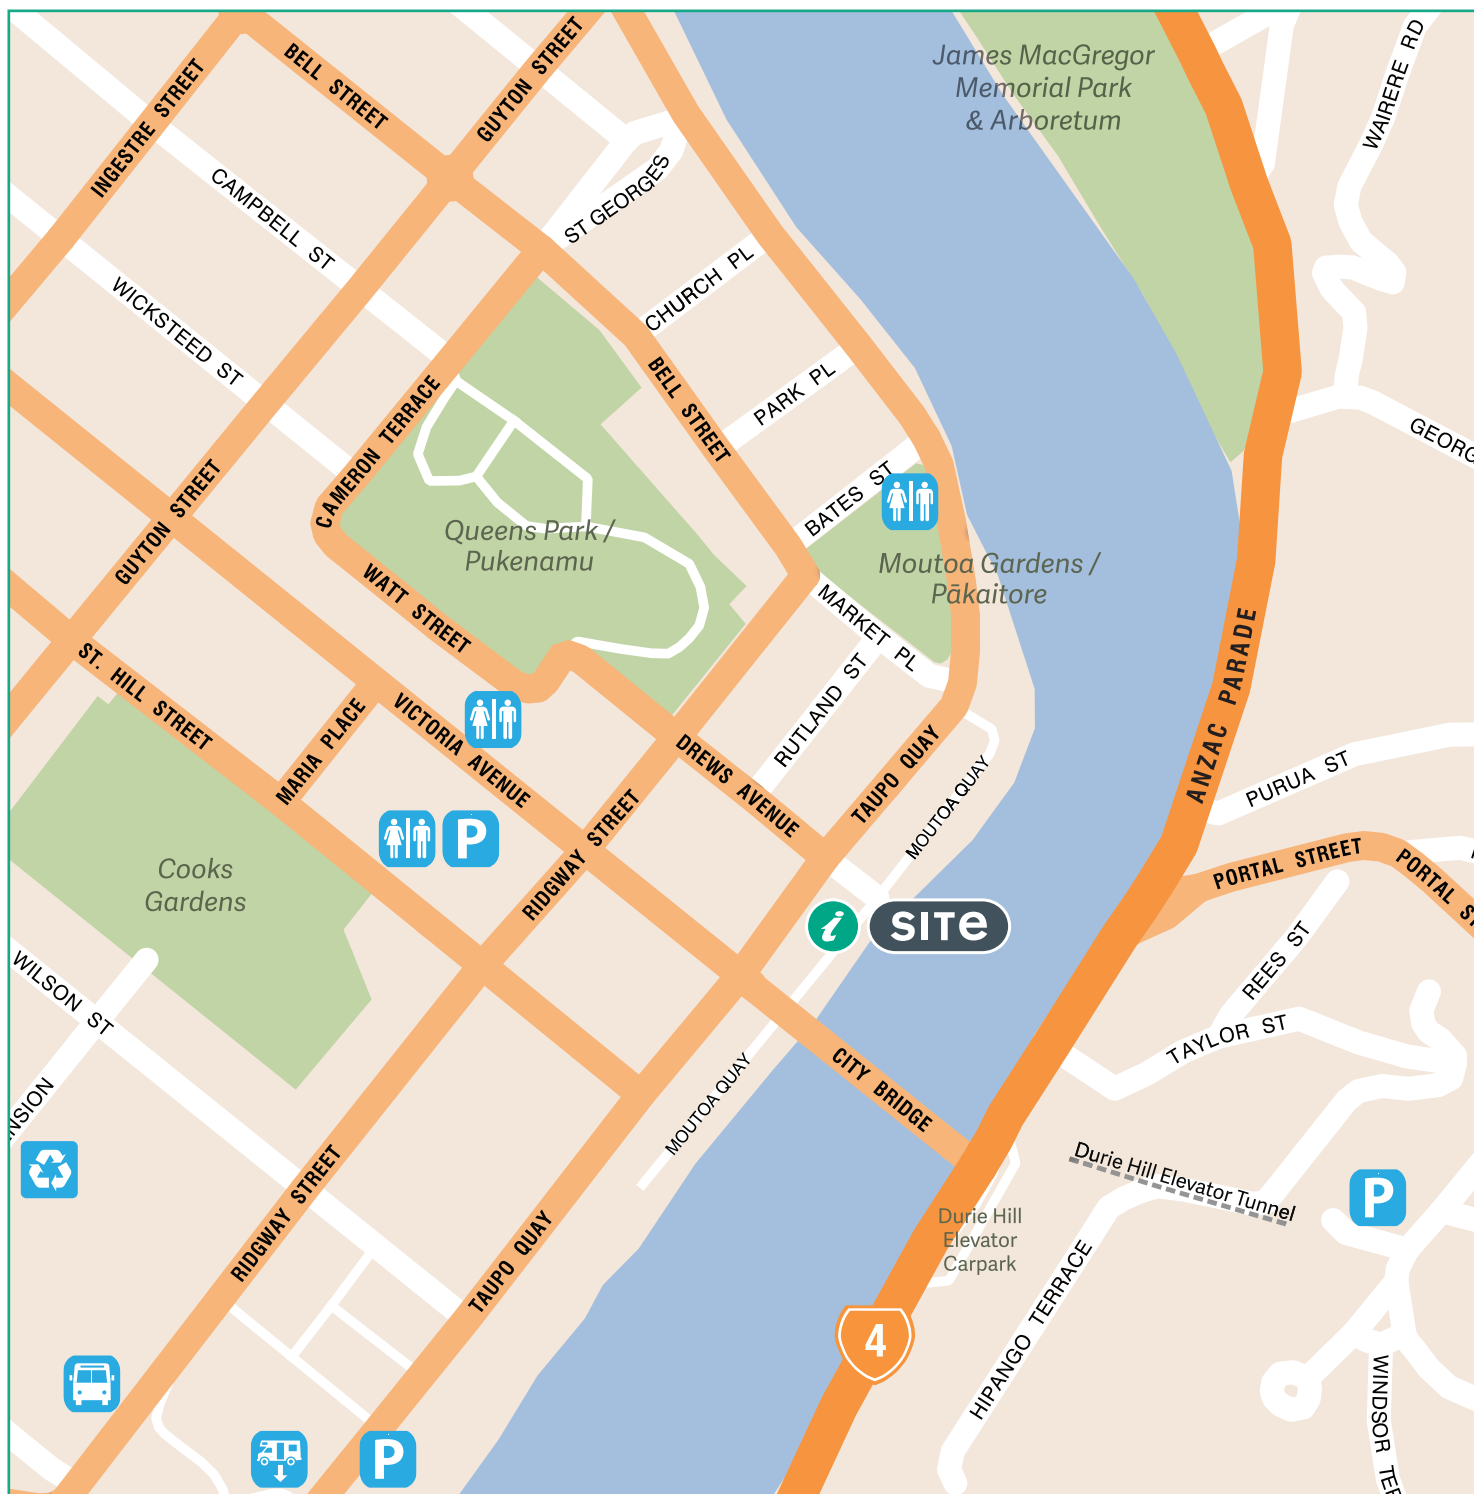 James MacGregor
Memorial Park
& Arboretum
WAIRERE RD
GUYTON STREET
BELL STREET
INGESTRE STREET
CAMPBELL ST
ST GEORGES
CHURCH PL
WICKSTEED ST
PARK PL
BELL STREET
CAMERON TERRACE
BATES ST
GUYTON STREET
Queens Park /
Pukenamu
Moutoa Gardens /
Pākaitore
WATT STREET
MARKET PL
RUTLAND ST
ST. HILL STREET
MARIA PLACE
VICTORIA AVENUE
DREWS AVENUE
TAUPO QUAY
MOUTOA QUAY
ANZAC PARADE
PURUA ST
PORTAL STREET
PORTAL ST
P
RIDGWAY STREET
Cooks
Gardens
i SITE
REES ST
TAYLOR ST
WILSON ST
NSION
MOUTOA QUAY
CITY BRIDGE
Durie Hill Elevator Tunnel
P
Durie Hill
Elevator
Carpark
HIPANGO TERRACE
RIDGWAY STREET
TAUPO QUAY
4
WINDSOR TER
P
GEORG